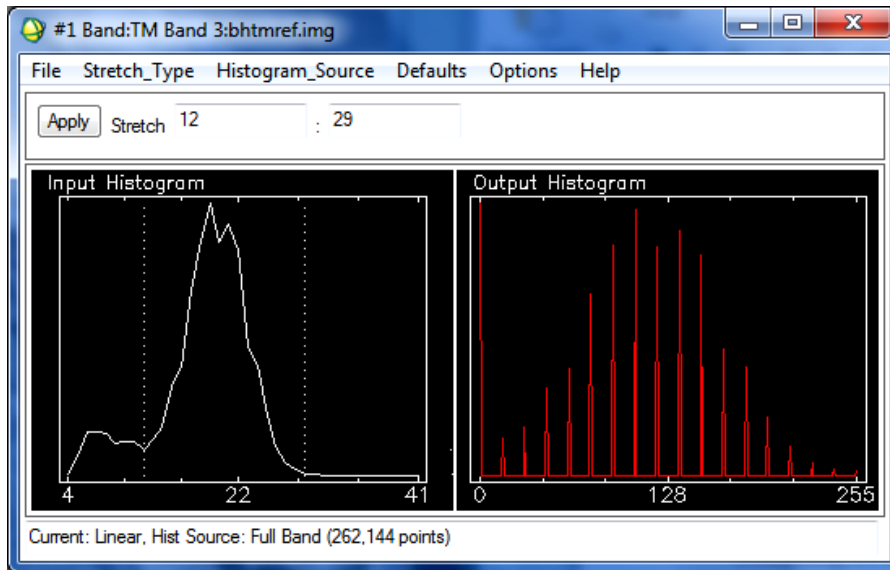 #1 Band:TM Band 3:bhtmref.img
File Stretch_Type Histogram_Source Defaults Options Help
Apply Stretch 12 : 29
Input Histogram Output Histogram
4 22 41 0 128 255
Current: Linear, Hist Source: Full Band (262,144 points)